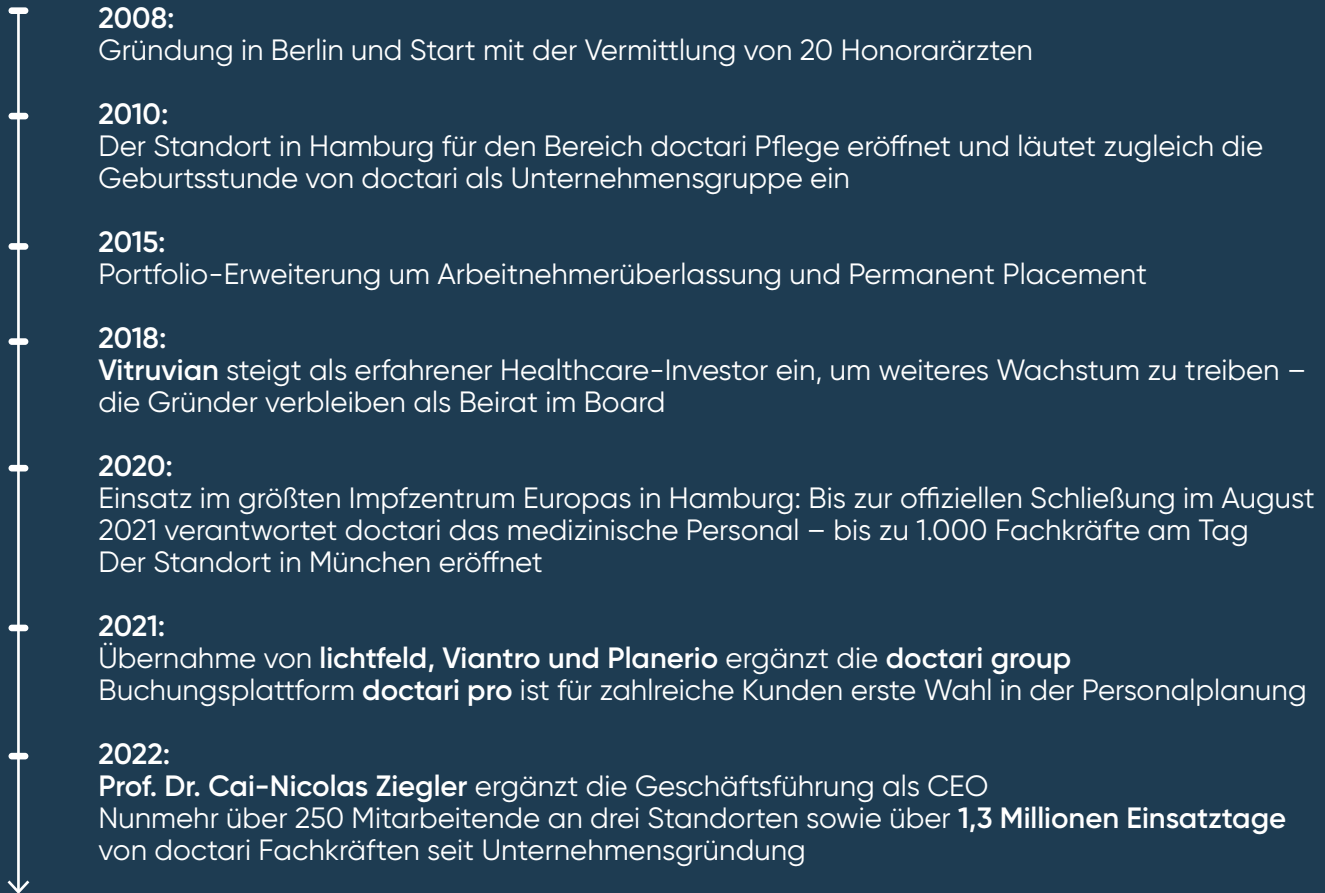 2008:
Gründung in Berlin und Start mit der Vermittlung von 20 Honorarärzten
2010:
Der Standort in Hamburg für den Bereich doctari Pflege eröffnet und läutet zugleich die
Geburtsstunde von doctari als Unternehmensgruppe ein
2015:
Portfolio-Erweiterung um Arbeitnehmerüberlassung und Permanent Placement
2018:
Vitruvian steigt als erfahrener Healthcare-Investor ein, um weiteres Wachstum zu treiben –
die Gründer verbleiben als Beirat im Board
2020:
Einsatz im größten Impfzentrum Europas in Hamburg: Bis zur offiziellen Schließung im August
2021 verantwortet doctari das medizinische Personal – bis zu 1.000 Fachkräfte am Tag
Der Standort in München eröffnet
2021:
Übernahme von lichtfeld, Viantro und Planerio ergänzt die doctari group
Buchungsplattform doctari pro ist für zahlreiche Kunden erste Wahl in der Personalplanung
2022:
Prof. Dr. Cai-Nicolas Ziegler ergänzt die Geschäftsführung als CEO
Nunmehr über 250 Mitarbeitende an drei Standorten sowie über 1,3 Millionen Einsatztage
von doctari Fachkräften seit Unternehmensgründung